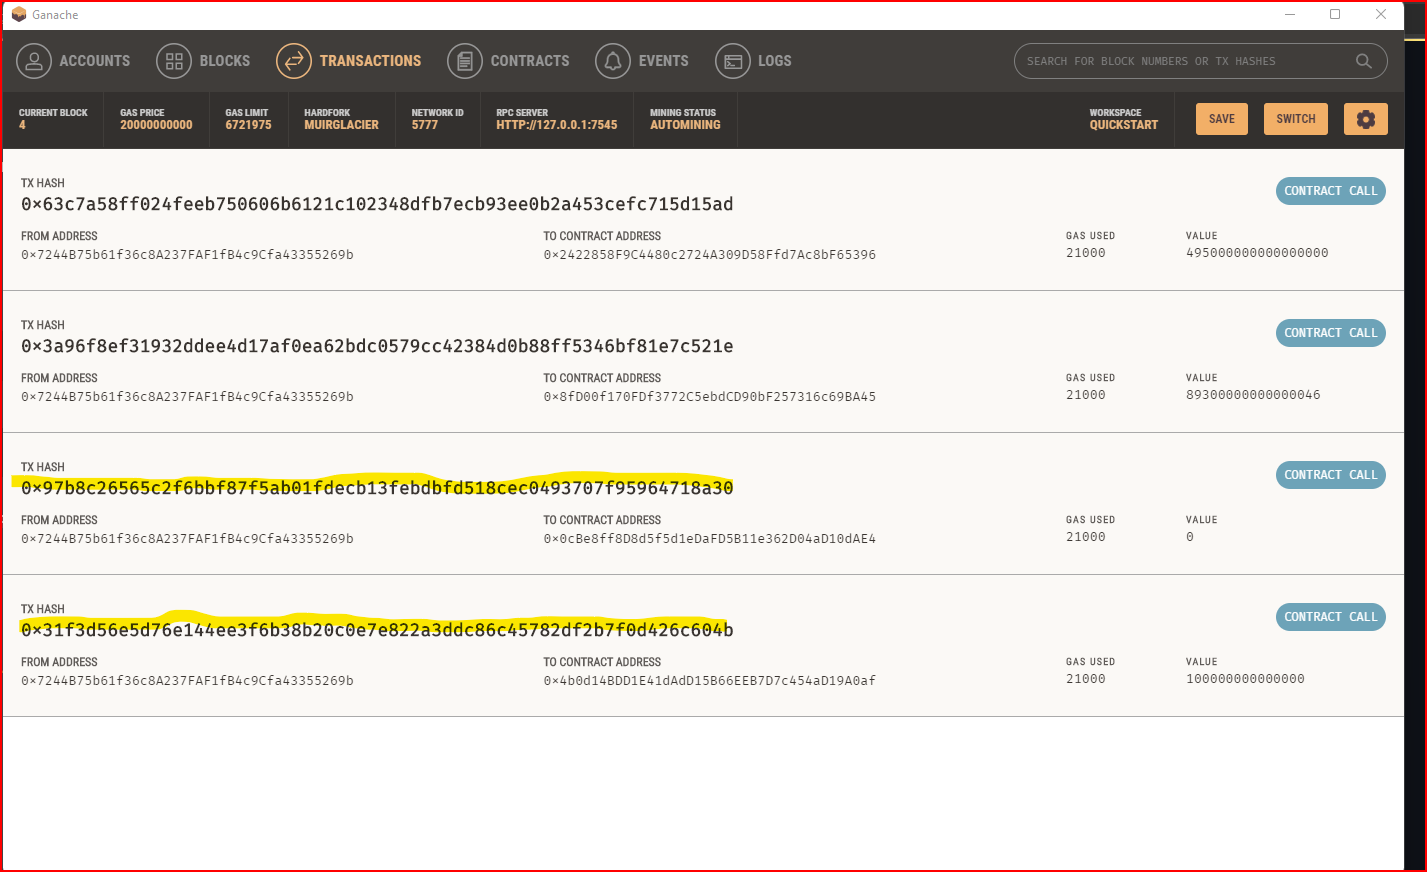 Ganache
ACCOUNTS BLOCKS TRANSACTIONS CONTRACTS EVENTS LOGS SEARCH FOR BLOCK NUMBERS OR TX HASHES
CURRENT BLOCK GAS PRICE GAS LIMIT HARDFORK NETWORK ID RPC SERVER MINING STATUS WORKSPACE
4 20000000000 6721975 MUIRGLACIER 5777 HTTP://127.0.0.1:7545 AUTOMINING QUICKSTART SAVE SWITCH
TX HASH
0×63c7a58ff024feeb750606b6121c102348dfb7ecb93ee0b2a453cefc715d15ad CONTRACT CALL
FROM ADDRESS TO CONTRACT ADDRESS GAS USED VALUE
0×7244B75b61f36c8A237FAF1fB4c9Cfa43355269b 0×2422858F9C4480c2724A309D58Ffd7Ac8bF65396 21000 495000000000000000
TX HASH
0×3a96f8ef31932ddee4d17af0ea62bdc0579cc42384d0b88ff5346bf81e7c521e CONTRACT CALL
FROM ADDRESS TO CONTRACT ADDRESS GAS USED VALUE
0×7244B75b61f36c8A237FAF1fB4c9Cfa43355269b 0×8fD00f170FDf3772C5ebdCD90bF257316c69BA45 21000 89300000000000046
TX HASH
0×97b8c26565c2f6bbf87f5ab01fdecb13febdbfd518cec0493707f95964718a30 CONTRACT CALL
FROM ADDRESS TO CONTRACT ADDRESS GAS USED VALUE
0×7244B75b61f36c8A237FAF1fB4c9Cfa43355269b 0×0cBe8ff8D8d5f5d1eDaFD5B11e362D04aD10dAE4 21000 0
TX HASH
0×31f3d56e5d76e144ee3f6b38b20c0e7e822a3ddc86c45782df2b7f0d426c604b CONTRACT CALL
FROM ADDRESS TO CONTRACT ADDRESS GAS USED VALUE
0×7244B75b61f36c8A237FAF1fB4c9Cfa43355269b 0×4b0d14BDD1E41dAdD15B66EEB7D7c454aD19A0af 21000 100000000000000